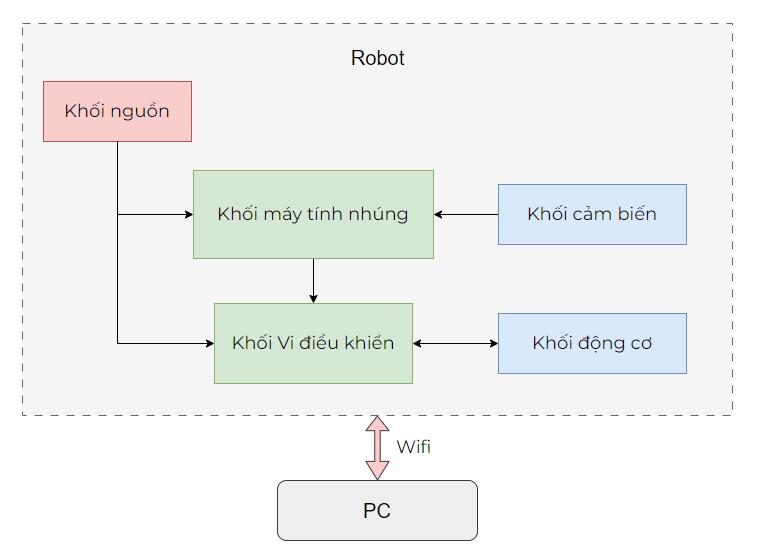 Robot
Khối nguồn
Khối máy tính nhúng
Khối cảm biến
Khối Vi điều khiển
Khối động cơ
Wifi
PC